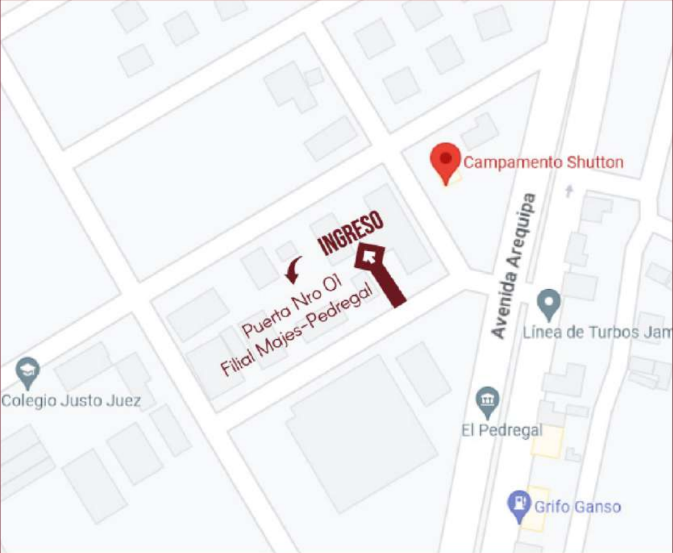 Campamento Shutton
INGRESO
Puerta Nro 01
Filial Majes-Pedregal
Avenida Arequipa
Línea de Turbos Jam
Colegio Justo Juez
El Pedregal
Grifo Ganso